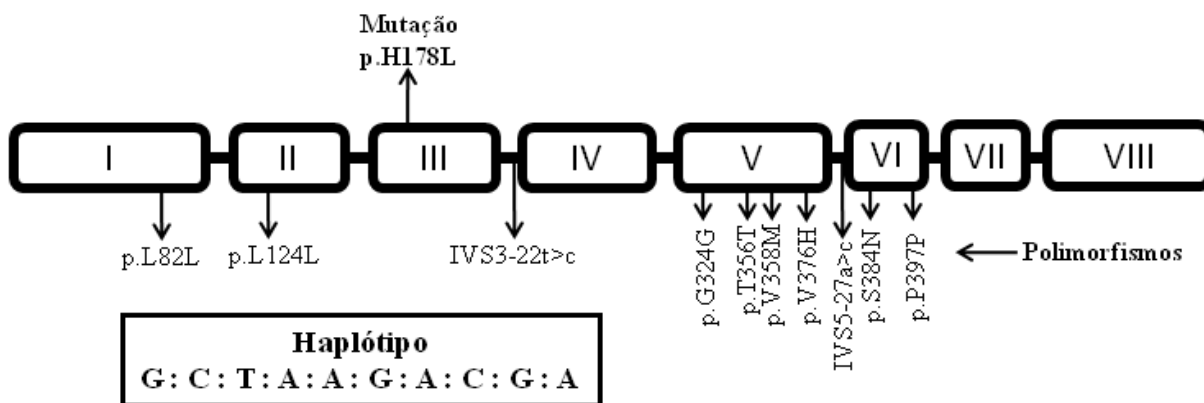 Mutação
p.H178L
I II III IV V VI VII VIII
p.L82L
p.L124L
IVS3-22t>c
p.G324G
p.T356T
p.V358M
p.V376H
IVS5-27a>c
p.S384N
p.P397P
Polimorfismos
Haplótipo
G : C : T : A : A : G : A : C : G : A